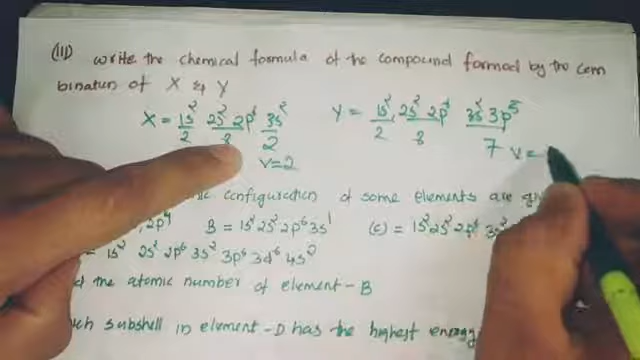 (III) write the chemical formula of the compound formed by the com
bination of X & Y
X = 1s² 2s² 2p⁶ 3s² Y = 1s² 2s² 2p⁶ 3s² 3p⁵
2 8 2 2 8 7
V=2 V=
configuration of some elements are
2p⁴ B = 1s² 2s² 2p⁶ 3s¹ (C) = 1s² 2s² 2p⁶ 3s²
= 1s² 2s² 2p⁶ 3s² 3p⁶ 3d⁶ 4s²
the atomic number of element - B
subshell in element - D has the highest energy